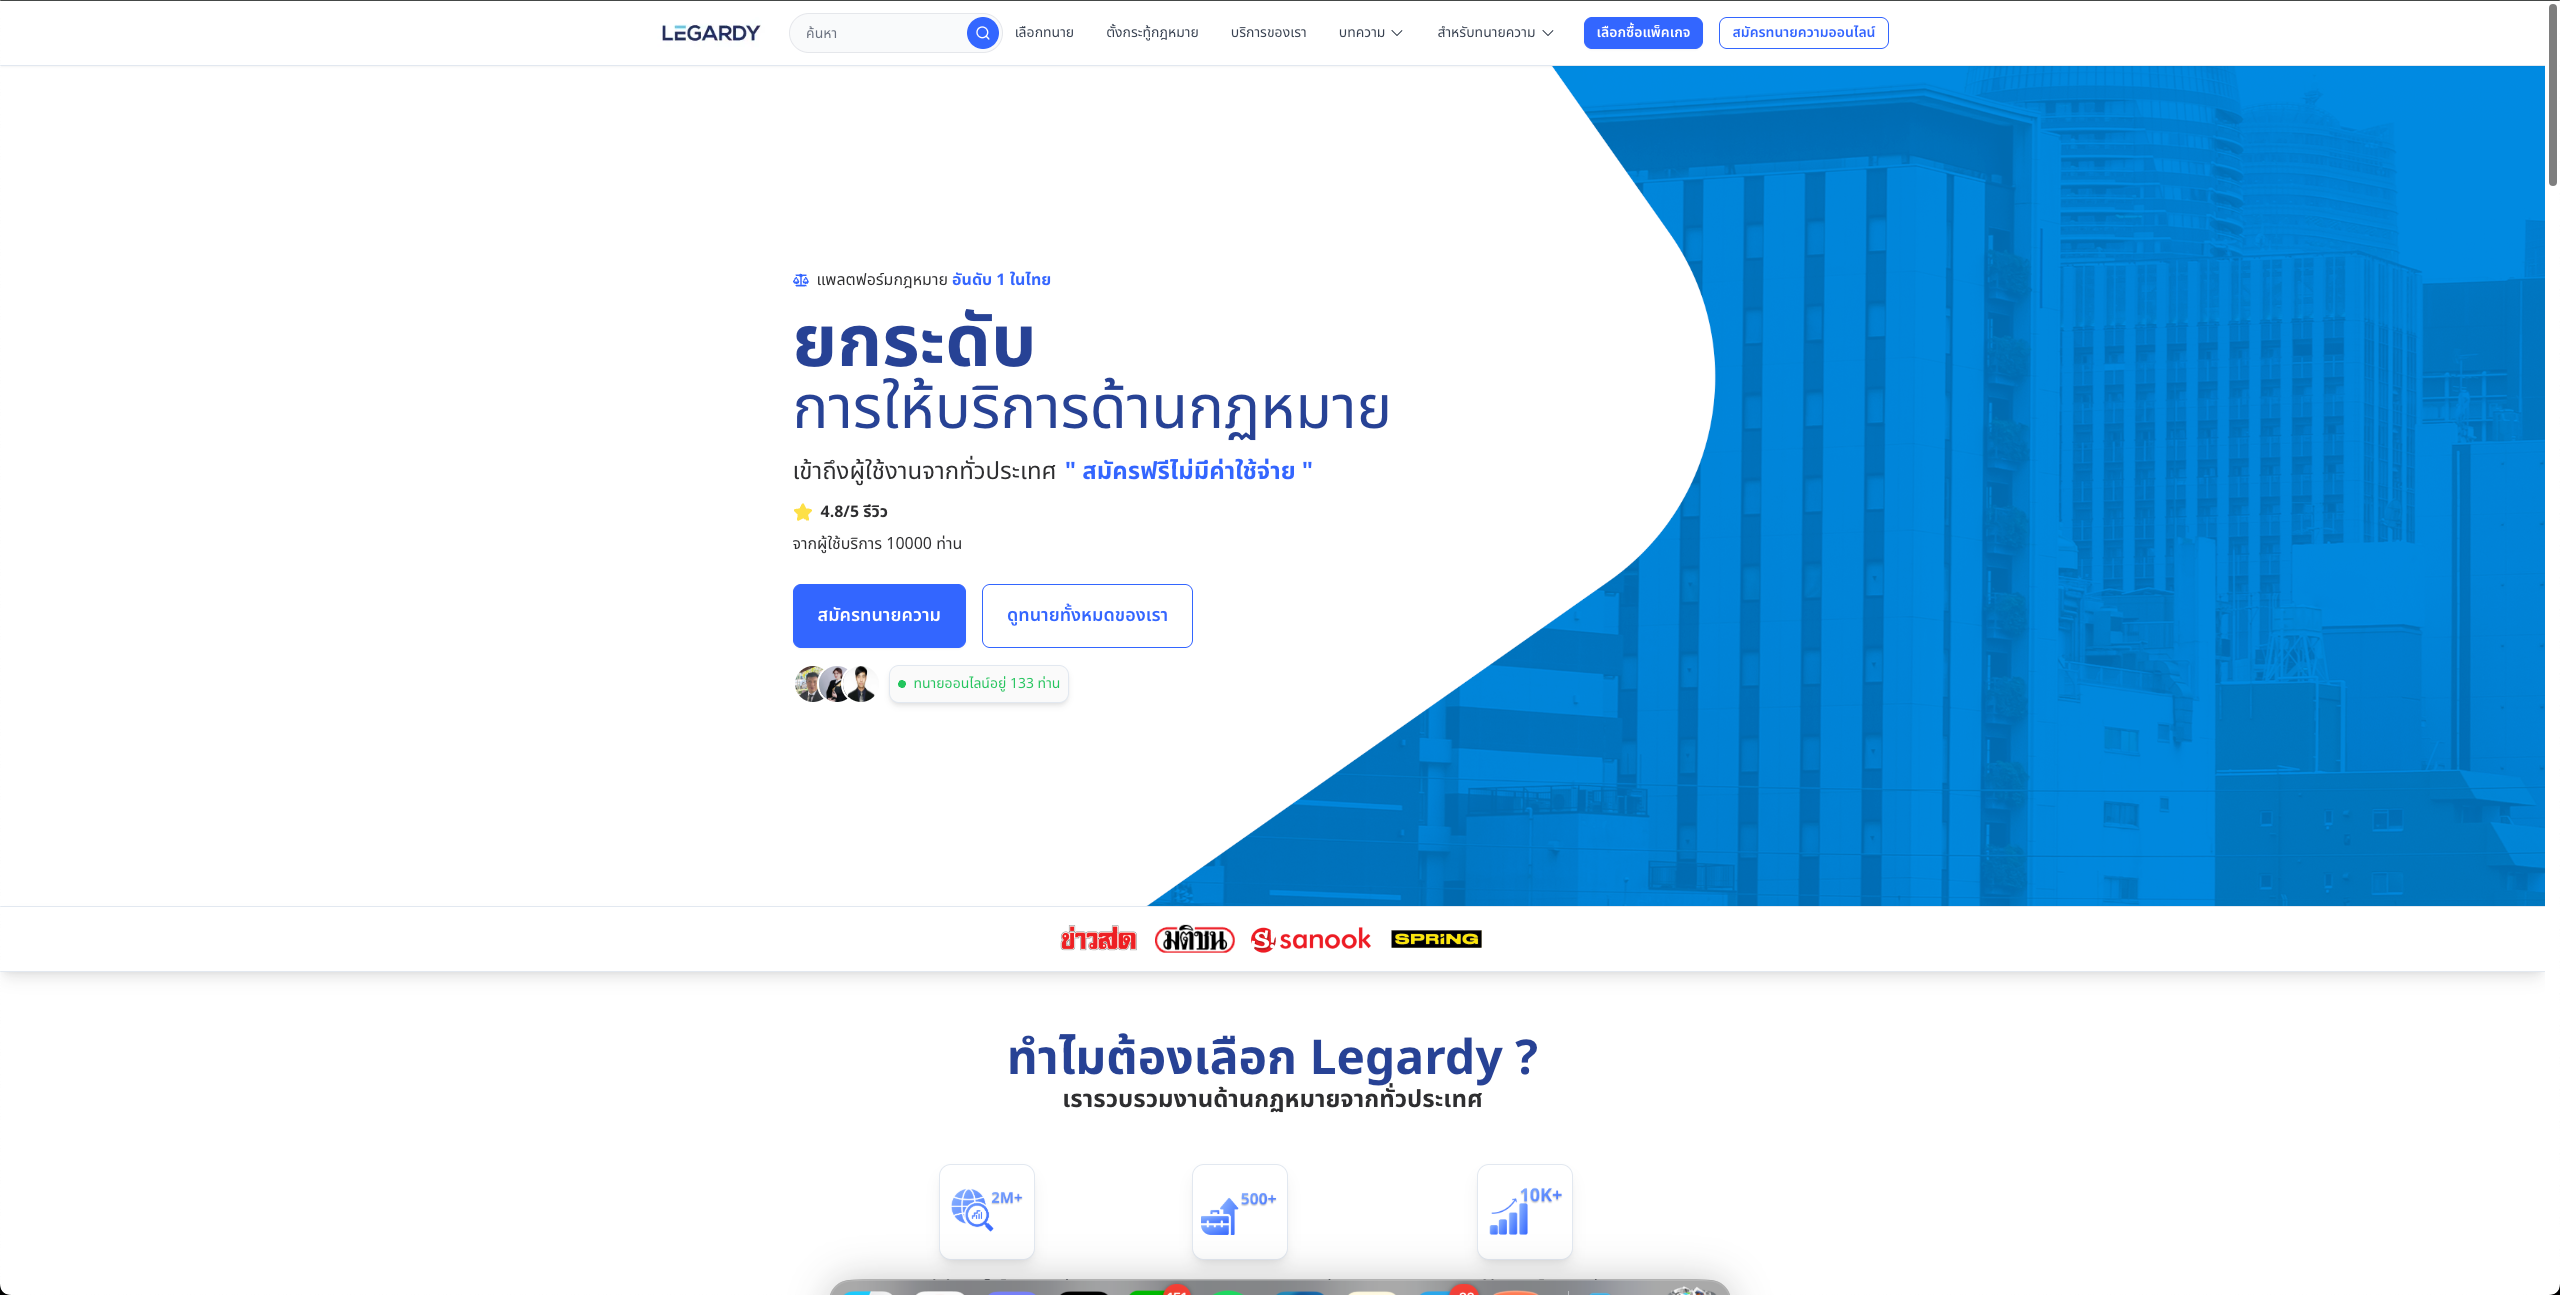 LEGARDY
ค้นหา
เลือกทนาย
ตั้งกระทู้กฎหมาย
บริการของเรา
บทความ
สำหรับทนายความ
เลือกซื้อแพ็คเกจ
สมัครทนายความออนไลน์
แพลตฟอร์มกฎหมาย อันดับ 1 ในไทย
ยกระดับ
การให้บริการด้านกฏหมาย
เข้าถึงผู้ใช้งานจากทั่วประเทศ " สมัครฟรีไม่มีค่าใช้จ่าย "
4.8/5 รีวิว
จากผู้ใช้บริการ 10000 ท่าน
สมัครทนายความ
ดูทนายทั้งหมดของเรา
ทนายออนไลน์อยู่ 133 ท่าน
ข่าวสด
มติชน
sanook
SPRiNG
ทำไมต้องเลือก Legardy ?
เรารวบรวมงานด้านกฏหมายจากทั่วประเทศ
2M+
500+
10K+